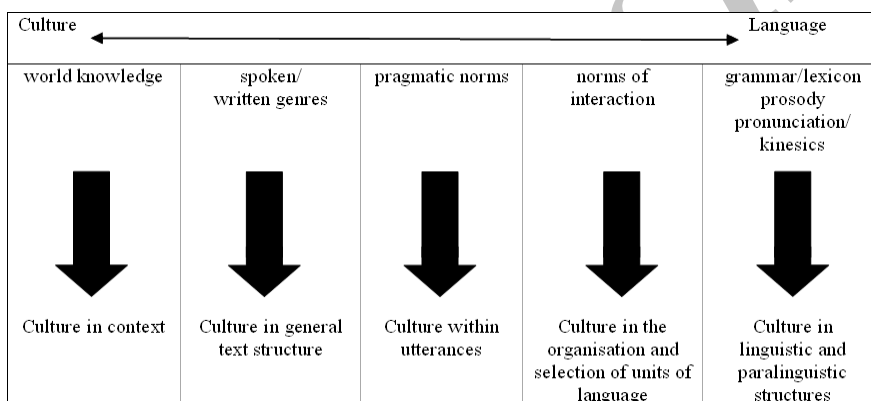 Culture Language
world knowledge
spoken/
written genres
pragmatic norms
norms of
interaction
grammar/lexicon
prosody
pronunciation/
kinesics
Culture in context
Culture in general
text structure
Culture within
utterances
Culture in the
organisation and
selection of units of
language
Culture in
linguistic and
paralinguistic
structures